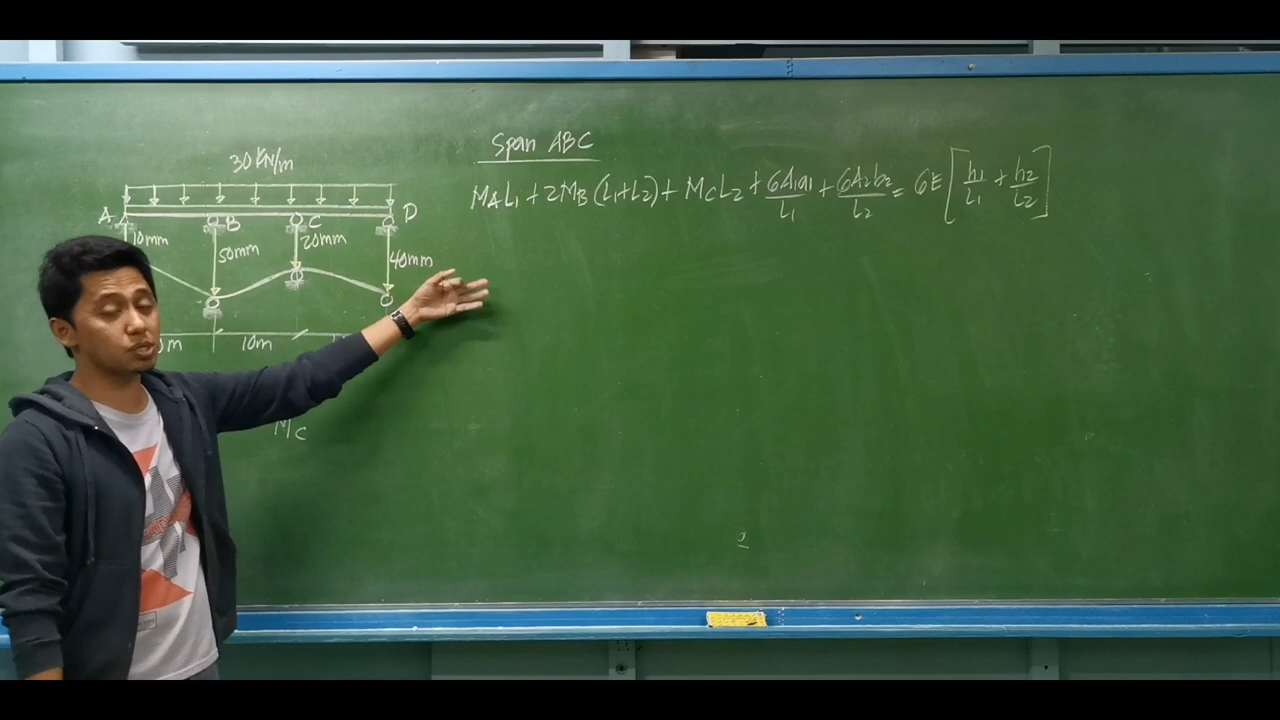 Span ABC
30 KN/m
MAL1 + 2MB (L1+L2) + MCL2 + 6A1a1/L1 + 6A2b2/L2 = 6E [h1/L1 + h2/L2]
A B C D
10mm 50mm 20mm 40mm
10m
MC